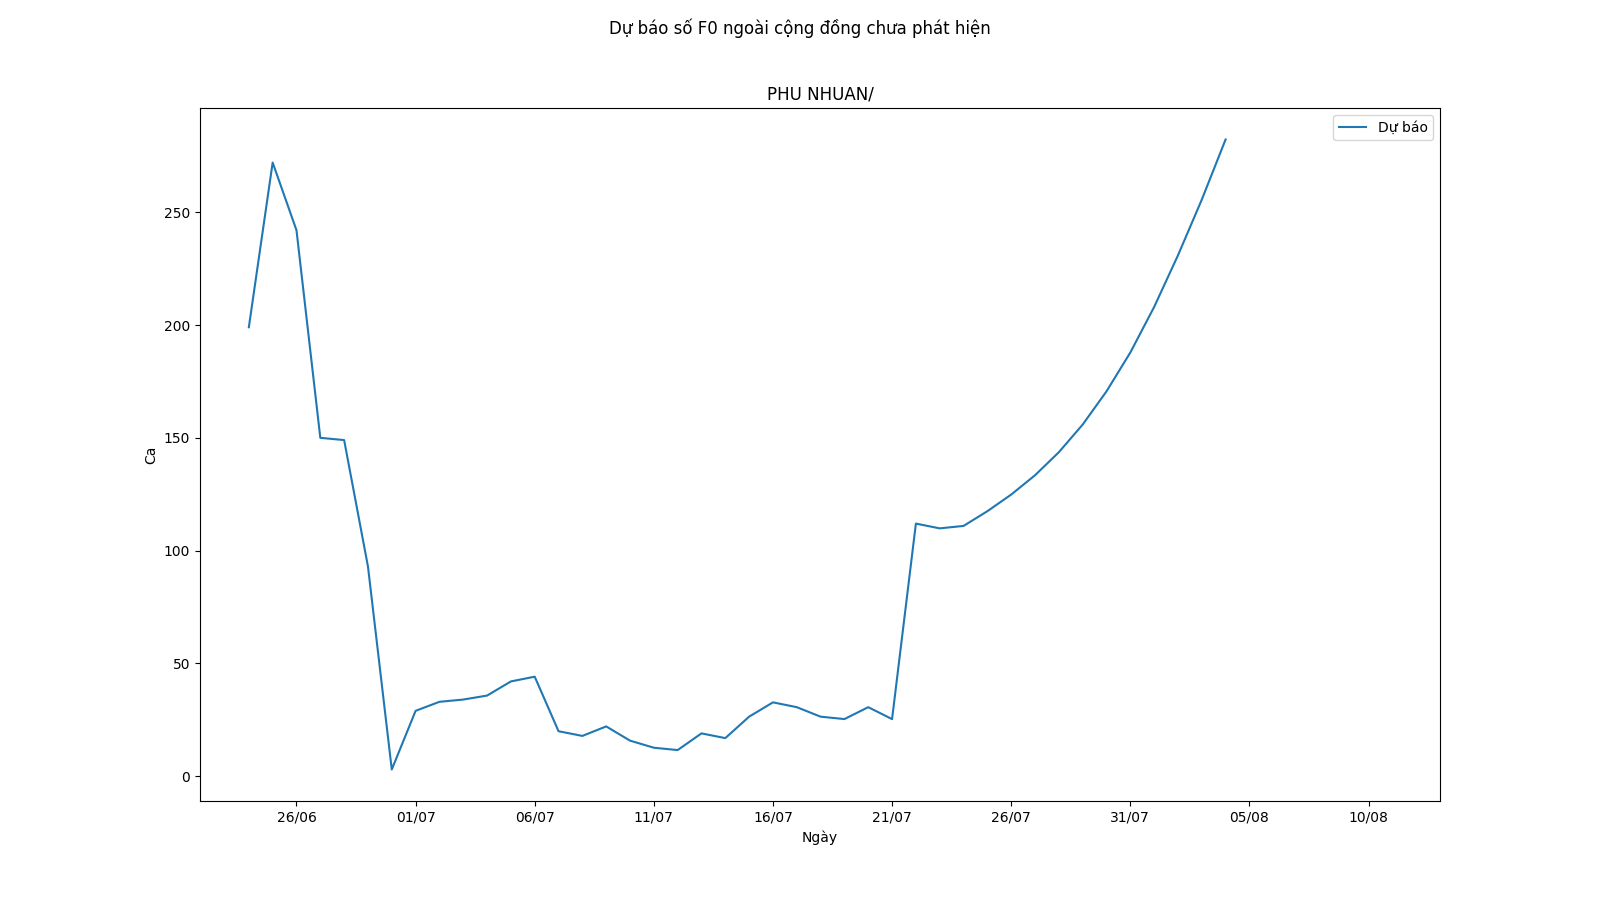 Dự báo số F0 ngoài cộng đồng chưa phát hiện
PHU NHUAN/
Dự báo
250
200
150
100
50
0
Ca
26/06 01/07 06/07 11/07 16/07 21/07 26/07 31/07 05/08 10/08
Ngày